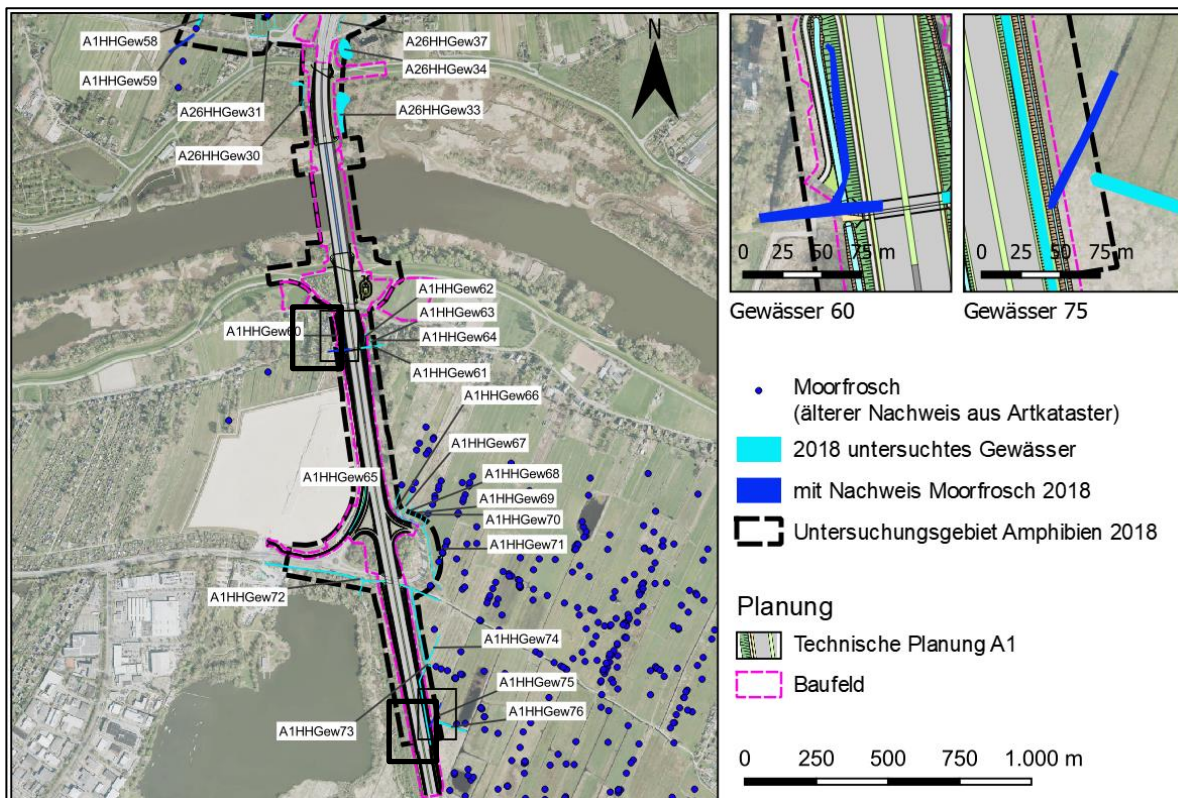 A1HHGew58
A1HHGew59
A26HHGew31
A26HHGew30
A26HHGew37
A26HHGew34
A26HHGew33
N
A1HHGew60
A1HHGew62
A1HHGew63
A1HHGew64
A1HHGew61
A1HHGew66
A1HHGew67
A1HHGew65
A1HHGew68
A1HHGew69
A1HHGew70
A1HHGew71
A1HHGew72
A1HHGew74
A1HHGew75
A1HHGew76
A1HHGew73
0 25 50 75 m
Gewässer 60
0 25 50 75 m
Gewässer 75
Moorfrosch
(älterer Nachweis aus Artkataster)
2018 untersuchtes Gewässer
mit Nachweis Moorfrosch 2018
Untersuchungsgebiet Amphibien 2018
Planung
Technische Planung A1
Baufeld
0 250 500 750 1.000 m